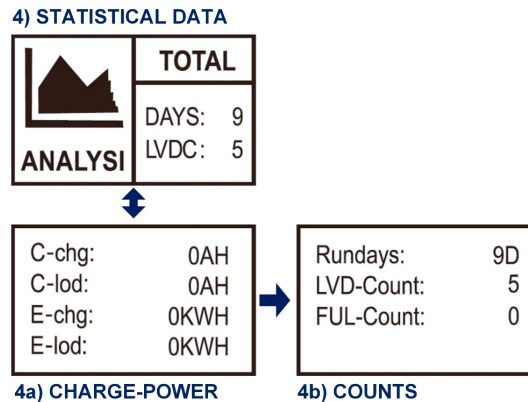 4) STATISTICAL DATA
TOTAL
DAYS: 9
LVDC: 5
ANALYSI
C-chg: 0AH
C-lod: 0AH
E-chg: 0KWH
E-lod: 0KWH
4a) CHARGE-POWER
Rundays: 9D
LVD-Count: 5
FUL-Count: 0
4b) COUNTS